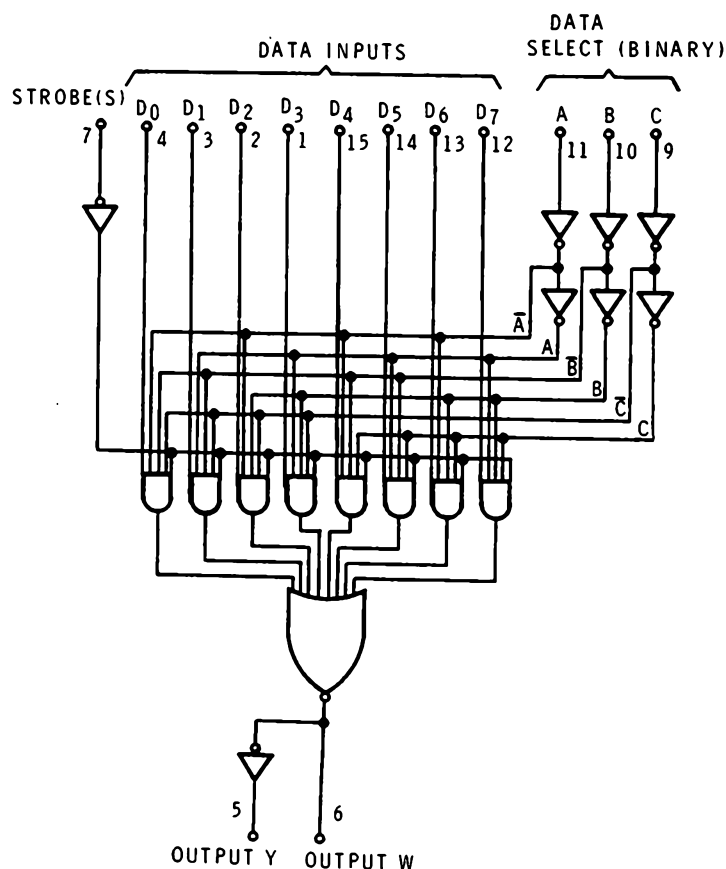 DATA
SELECT (BINARY)
DATA INPUTS
STROBE(S)
D0 D1 D2 D3 D4 D5 D6 D7
A B C
7 4 3 2 1 15 14 13 12 11 10 9
A̅
A
B̅
B
C̅
C
5 6
OUTPUT Y OUTPUT W